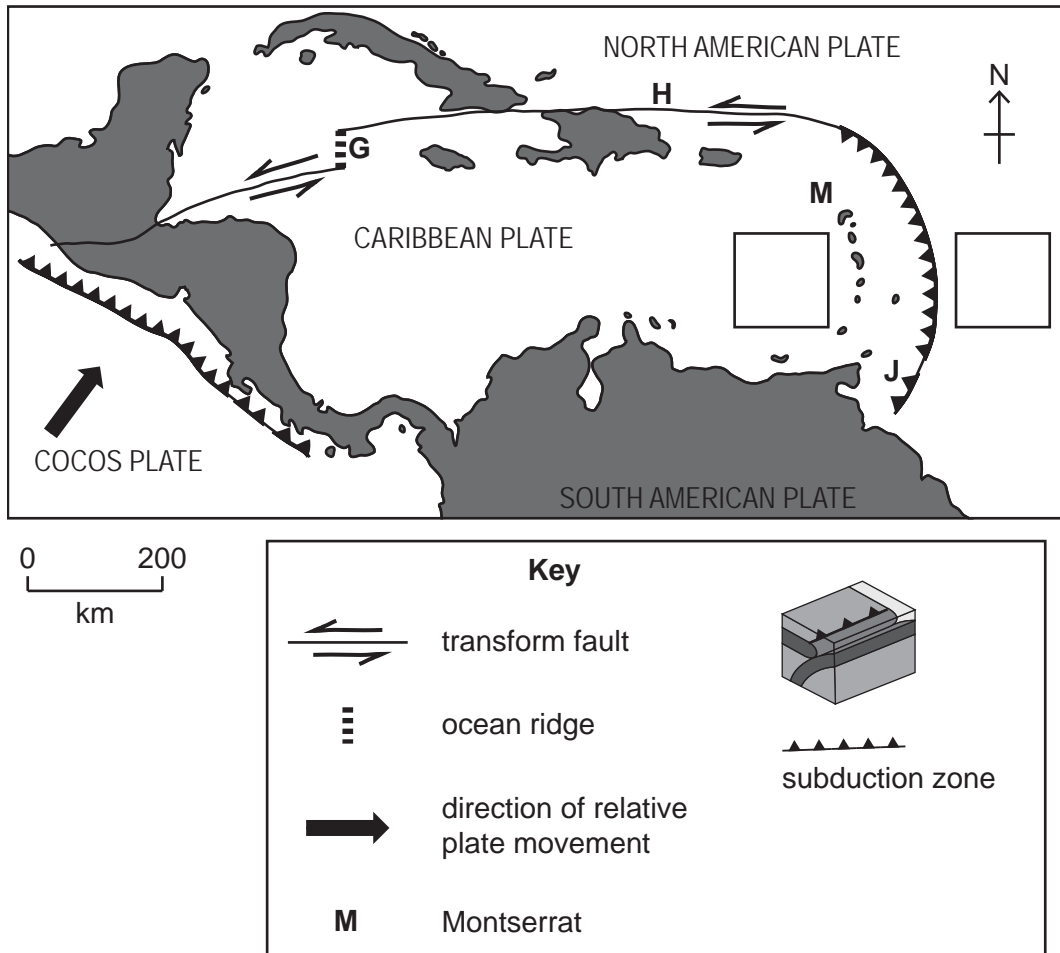 NORTH AMERICAN PLATE
H
N
G
M
CARIBBEAN PLATE
J
COCOS PLATE
SOUTH AMERICAN PLATE
0 200
km
Key
transform fault
ocean ridge
subduction zone
direction of relative
plate movement
M Montserrat